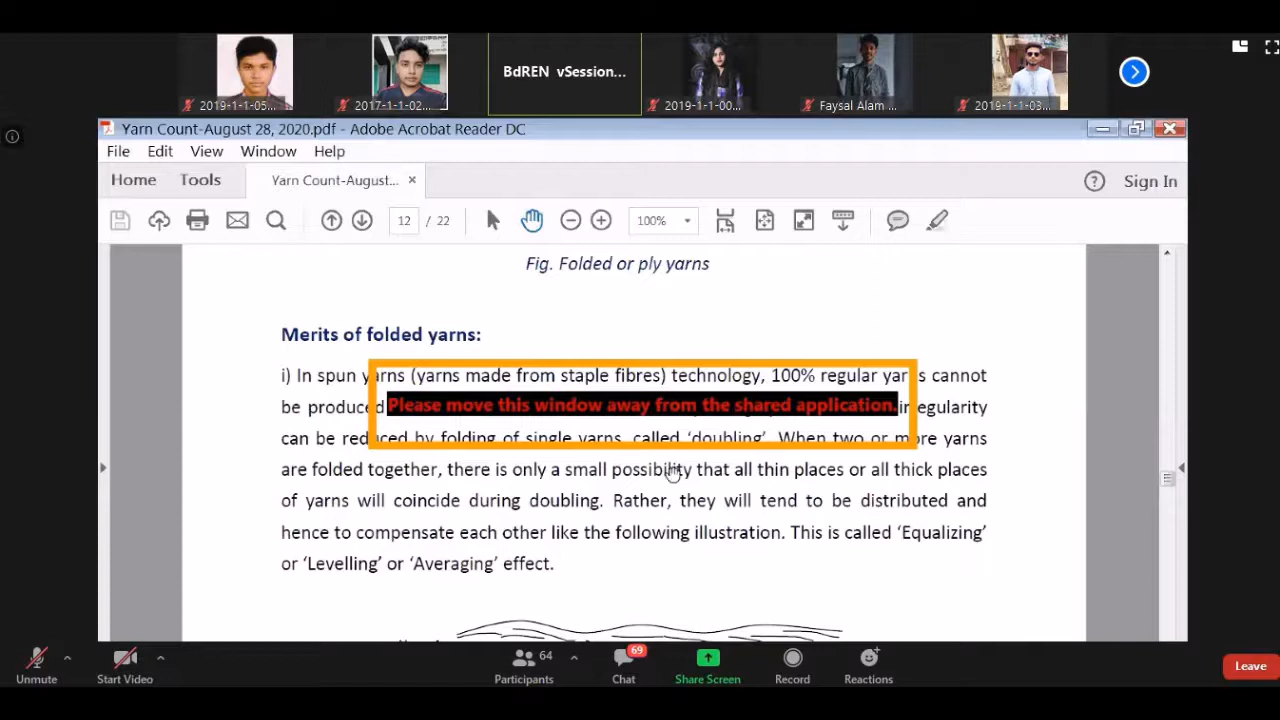 2019-1-1-05...
2017-1-1-02...
BdREN vSession...
2019-1-1-00...
Faysal Alam ...
2019-1-1-03...
Yarn Count-August 28, 2020.pdf - Adobe Acrobat Reader DC
File Edit View Window Help
Home Tools Yarn Count-August... × Sign In
12 / 22 100%
Fig. Folded or ply yarns
Merits of folded yarns:
i) In spun yarns (yarns made from staple fibres) technology, 100% regular yarns cannot
be produced Please move this window away from the shared application. irregularity
can be reduced by folding of single yarns, called ‘doubling’. When two or more yarns
are folded together, there is only a small possibility that all thin places or all thick places
of yarns will coincide during doubling. Rather, they will tend to be distributed and
hence to compensate each other like the following illustration. This is called ‘Equalizing’
or ‘Levelling’ or ‘Averaging’ effect.
Unmute
Start Video
64
Participants
69
Chat
Share Screen
Record
Reactions
Leave